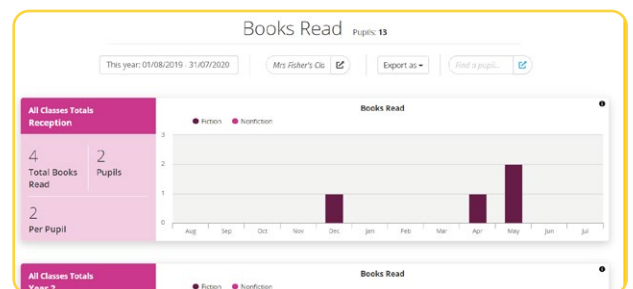 Books Read Pupils: 13
This year: 01/08/2019 - 31/07/2020 Mrs Fisher's Cla Export as Find a pupil...
All Classes Totals
Reception
4
Total Books
Read
2
Pupils
2
Per Pupil
Books Read
Fiction Nonfiction
3
2
1
0
Aug Sep Oct Nov Dec Jan Feb Mar Apr May Jun Jul
All Classes Totals
Year 2
Books Read
Fiction Nonfiction